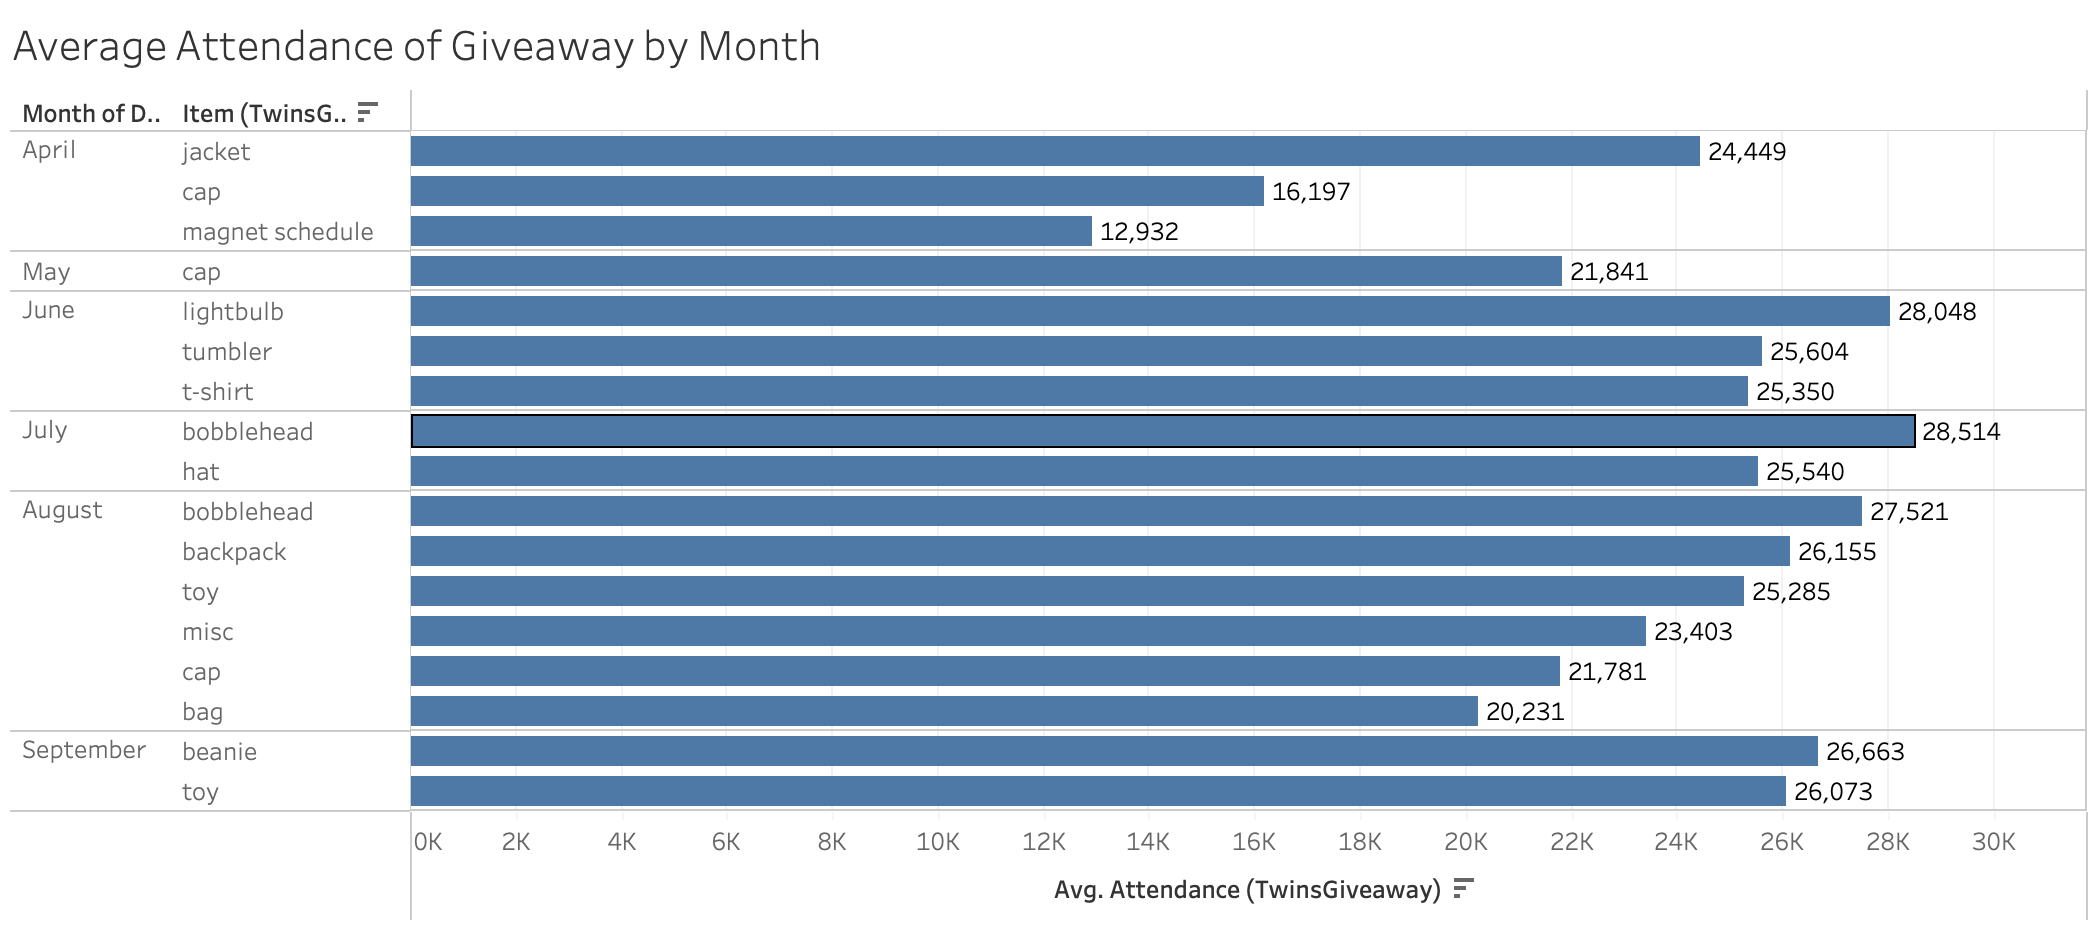 Average Attendance of Giveaway by Month
Month of D.. Item (TwinsG..
April jacket 24,449
cap 16,197
magnet schedule 12,932
May cap 21,841
June lightbulb 28,048
tumbler 25,604
t-shirt 25,350
July bobblehead 28,514
hat 25,540
August bobblehead 27,521
backpack 26,155
toy 25,285
misc 23,403
cap 21,781
bag 20,231
September beanie 26,663
toy 26,073
0K 2K 4K 6K 8K 10K 12K 14K 16K 18K 20K 22K 24K 26K 28K 30K
Avg. Attendance (TwinsGiveaway)